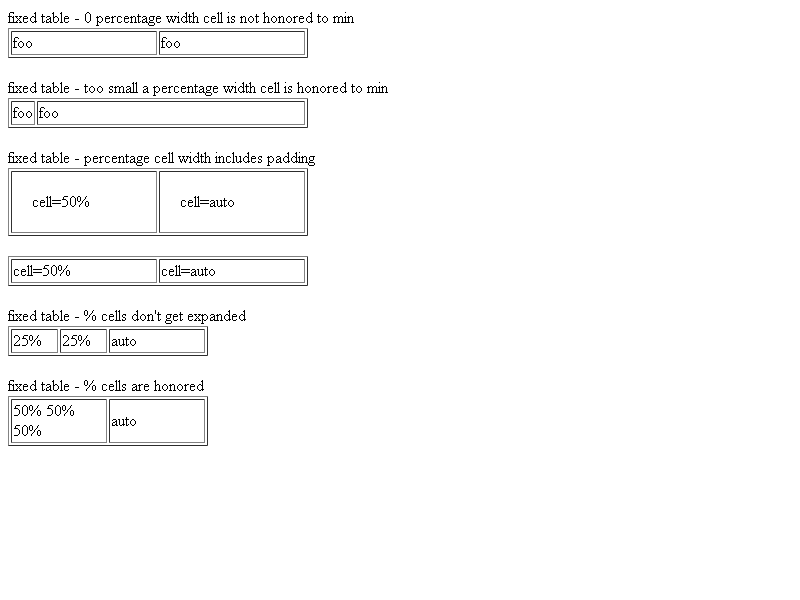 fixed table - 0 percentage width cell is not honored to min
foo foo
fixed table - too small a percentage width cell is honored to min
foo foo
fixed table - percentage cell width includes padding
cell=50% cell=auto
cell=50% cell=auto
fixed table - % cells don't get expanded
25% 25% auto
fixed table - % cells are honored
50% 50%
50%
auto